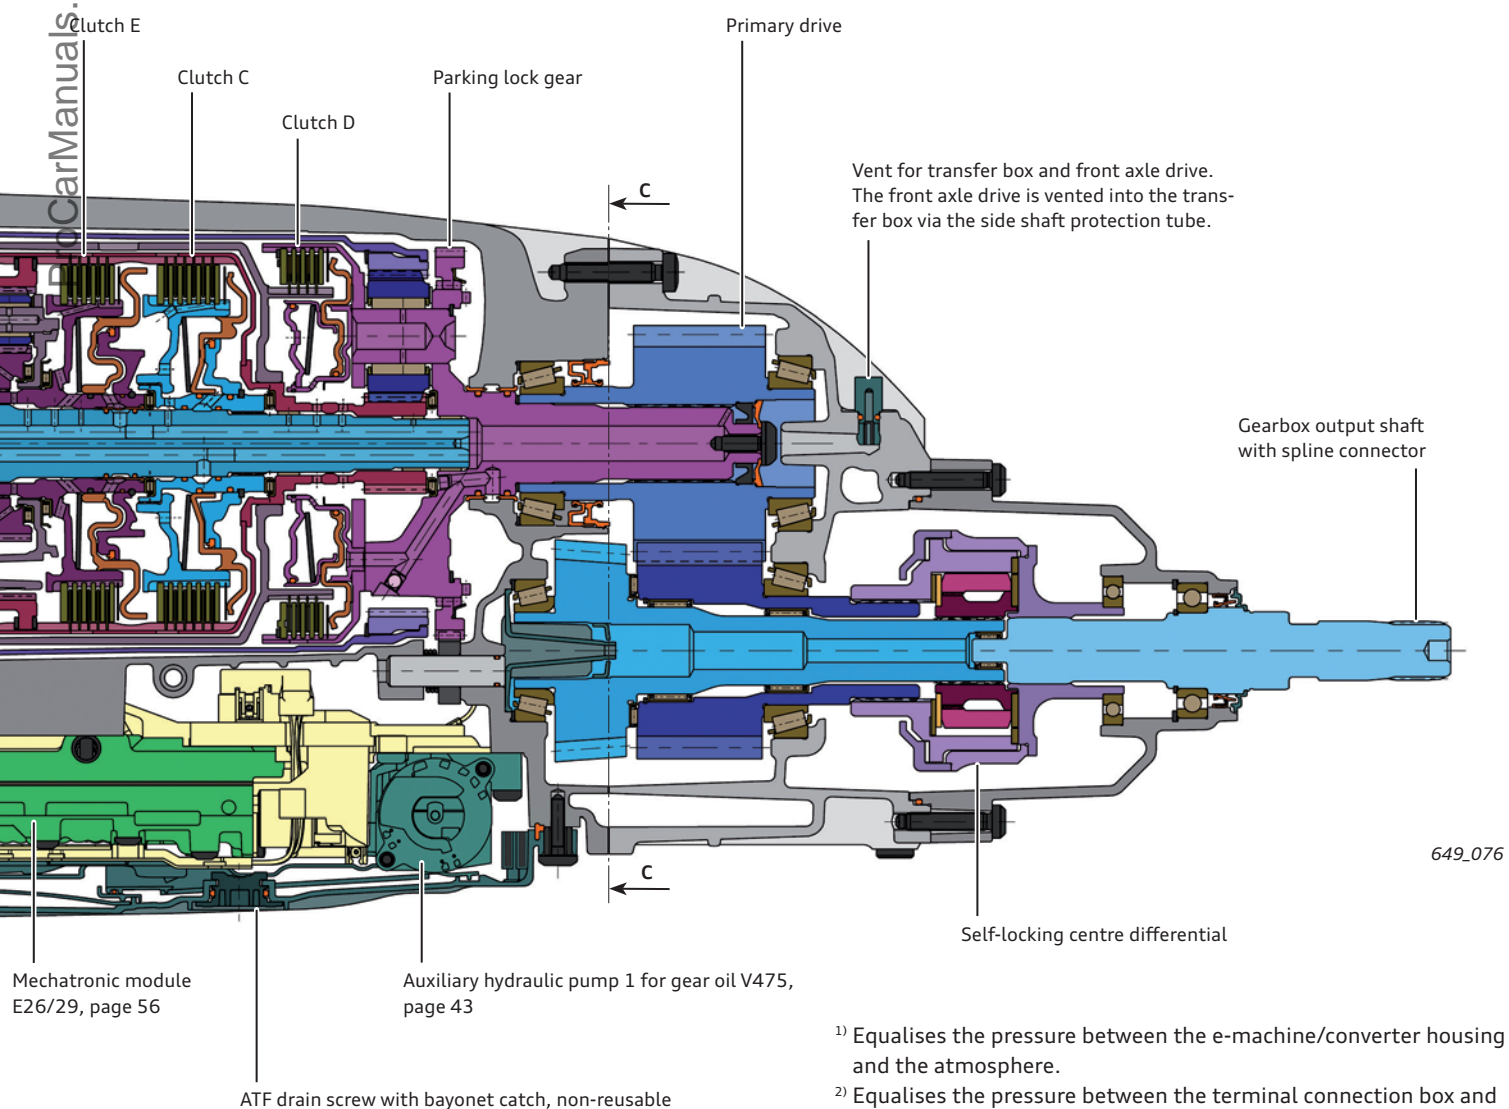 ProCarManuals.
Clutch E
Primary drive
Clutch C
Parking lock gear
Clutch D
Vent for transfer box and front axle drive.
The front axle drive is vented into the trans-
fer box via the side shaft protection tube.
C
Gearbox output shaft
with spline connector
649_076
C
Self-locking centre differential
Mechatronic module
E26/29, page 56
Auxiliary hydraulic pump 1 for gear oil V475,
page 43
ATF drain screw with bayonet catch, non-reusable
1) Equalises the pressure between the e-machine/converter housing
and the atmosphere.
2) Equalises the pressure between the terminal connection box and